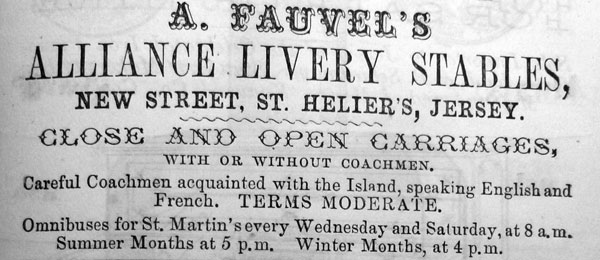 A. FAUVEL'S
ALLIANCE LIVERY STABLES,
NEW STREET, ST. HELIER'S, JERSEY.
CLOSE AND OPEN CARRIAGES,
WITH OR WITHOUT COACHMEN.
Careful Coachmen acquainted with the Island, speaking English and
French. TERMS MODERATE.
Omnibuses for St. Martin's every Wednesday and Saturday, at 8 a.m.
Summer Months at 5 p.m. Winter Months, at 4 p.m.